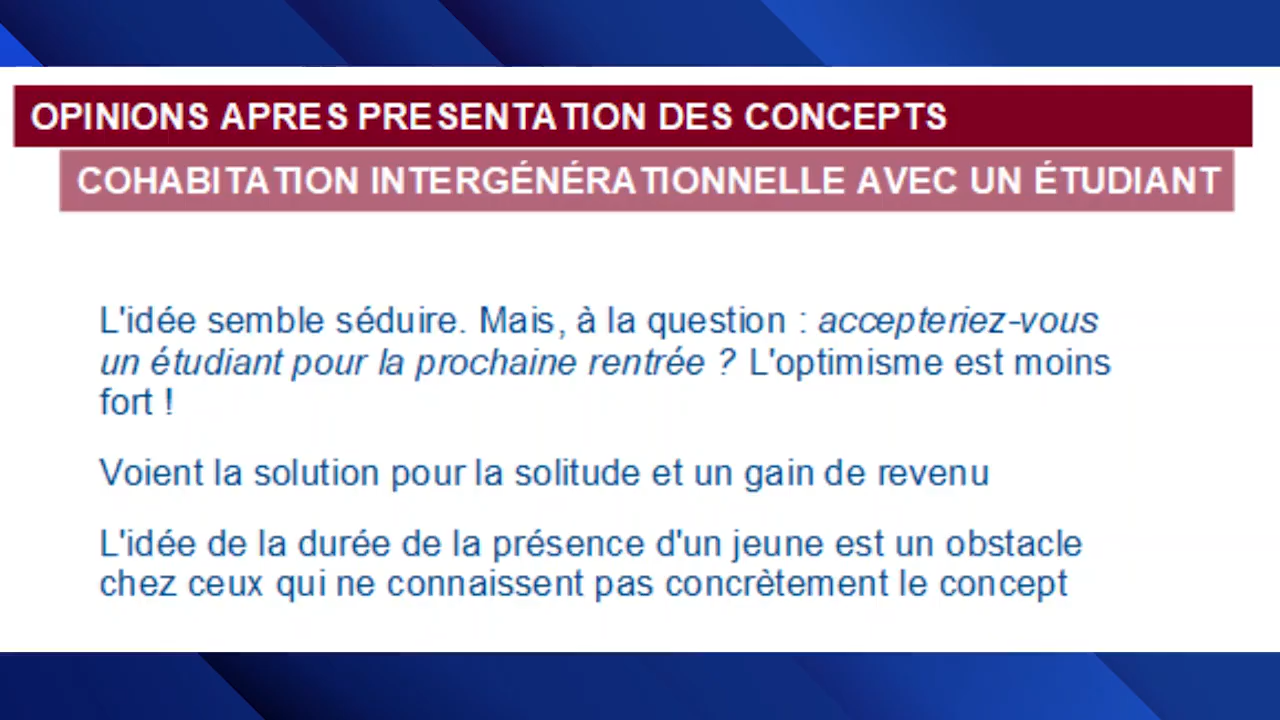 OPINIONS APRES PRESENTATION DES CONCEPTS
COHABITATION INTERGÉNÉRATIONNELLE AVEC UN ÉTUDIANT
L'idée semble séduire. Mais, à la question : accepteriez-vous
un étudiant pour la prochaine rentrée ? L'optimisme est moins
fort !
Voient la solution pour la solitude et un gain de revenu
L'idée de la durée de la présence d'un jeune est un obstacle
chez ceux qui ne connaissent pas concrètement le concept